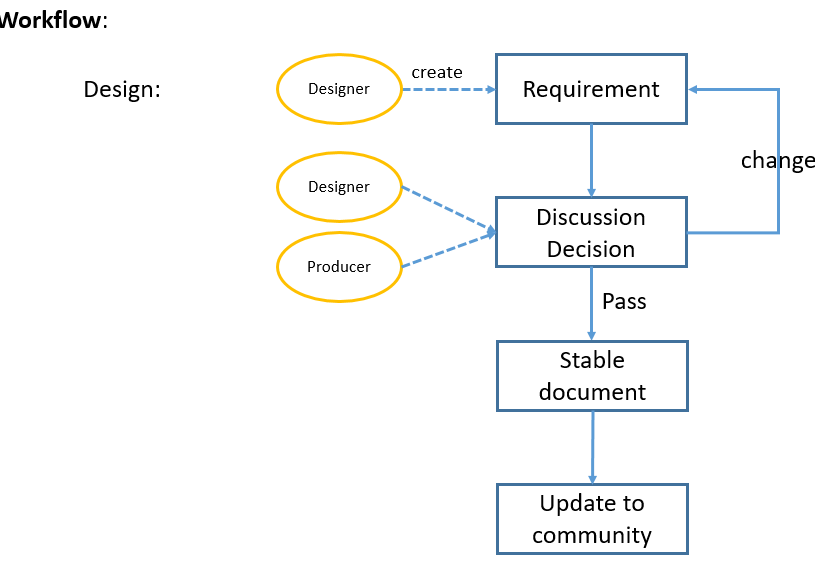 Workflow:
Designer
create
Requirement
Design:
change
Designer
Discussion
Decision
Producer
Pass
Stable
document
Update to
community